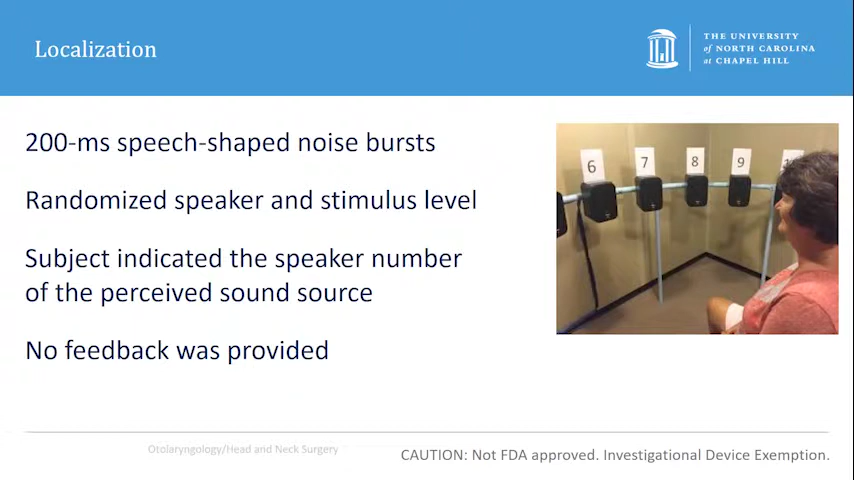 Localization
THE UNIVERSITY
of NORTH CAROLINA
at CHAPEL HILL
200-ms speech-shaped noise bursts
Randomized speaker and stimulus level
Subject indicated the speaker number
of the perceived sound source
No feedback was provided
6
7
8
9
Otolaryngology/Head and Neck Surgery
CAUTION: Not FDA approved. Investigational Device Exemption.